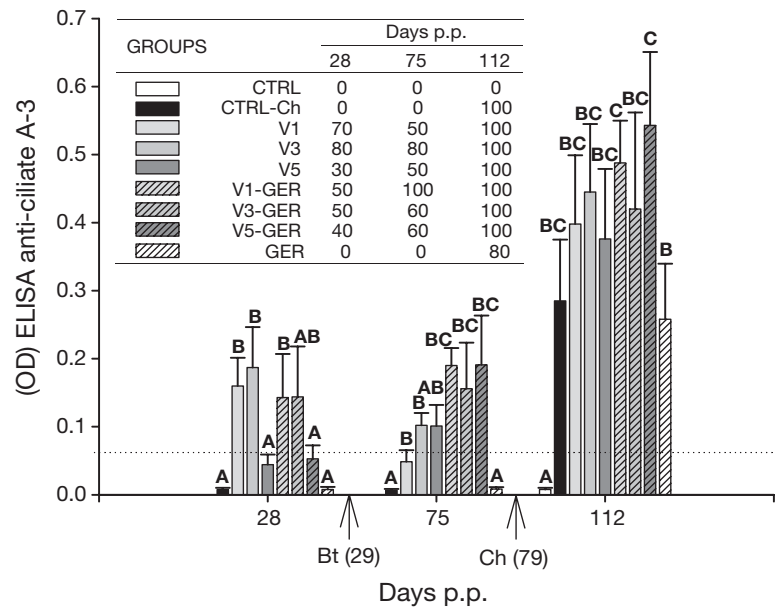 (OD) ELISA anti-ciliate A-3
0.7
0.6
0.5
0.4
0.3
0.2
0.1
0.0
GROUPS Days p.p.
28 75 112
CTRL 0 0 0
CTRL-Ch 0 0 100
V1 70 50 100
V3 80 80 100
V5 30 50 100
V1-GER 50 100 100
V3-GER 50 60 100
V5-GER 40 60 100
GER 0 0 80
A B B A B AB A A
A B B AB BC BC BC A
A BC BC BC BC C BC C B
28 75 112
Bt (29) Ch (79)
Days p.p.